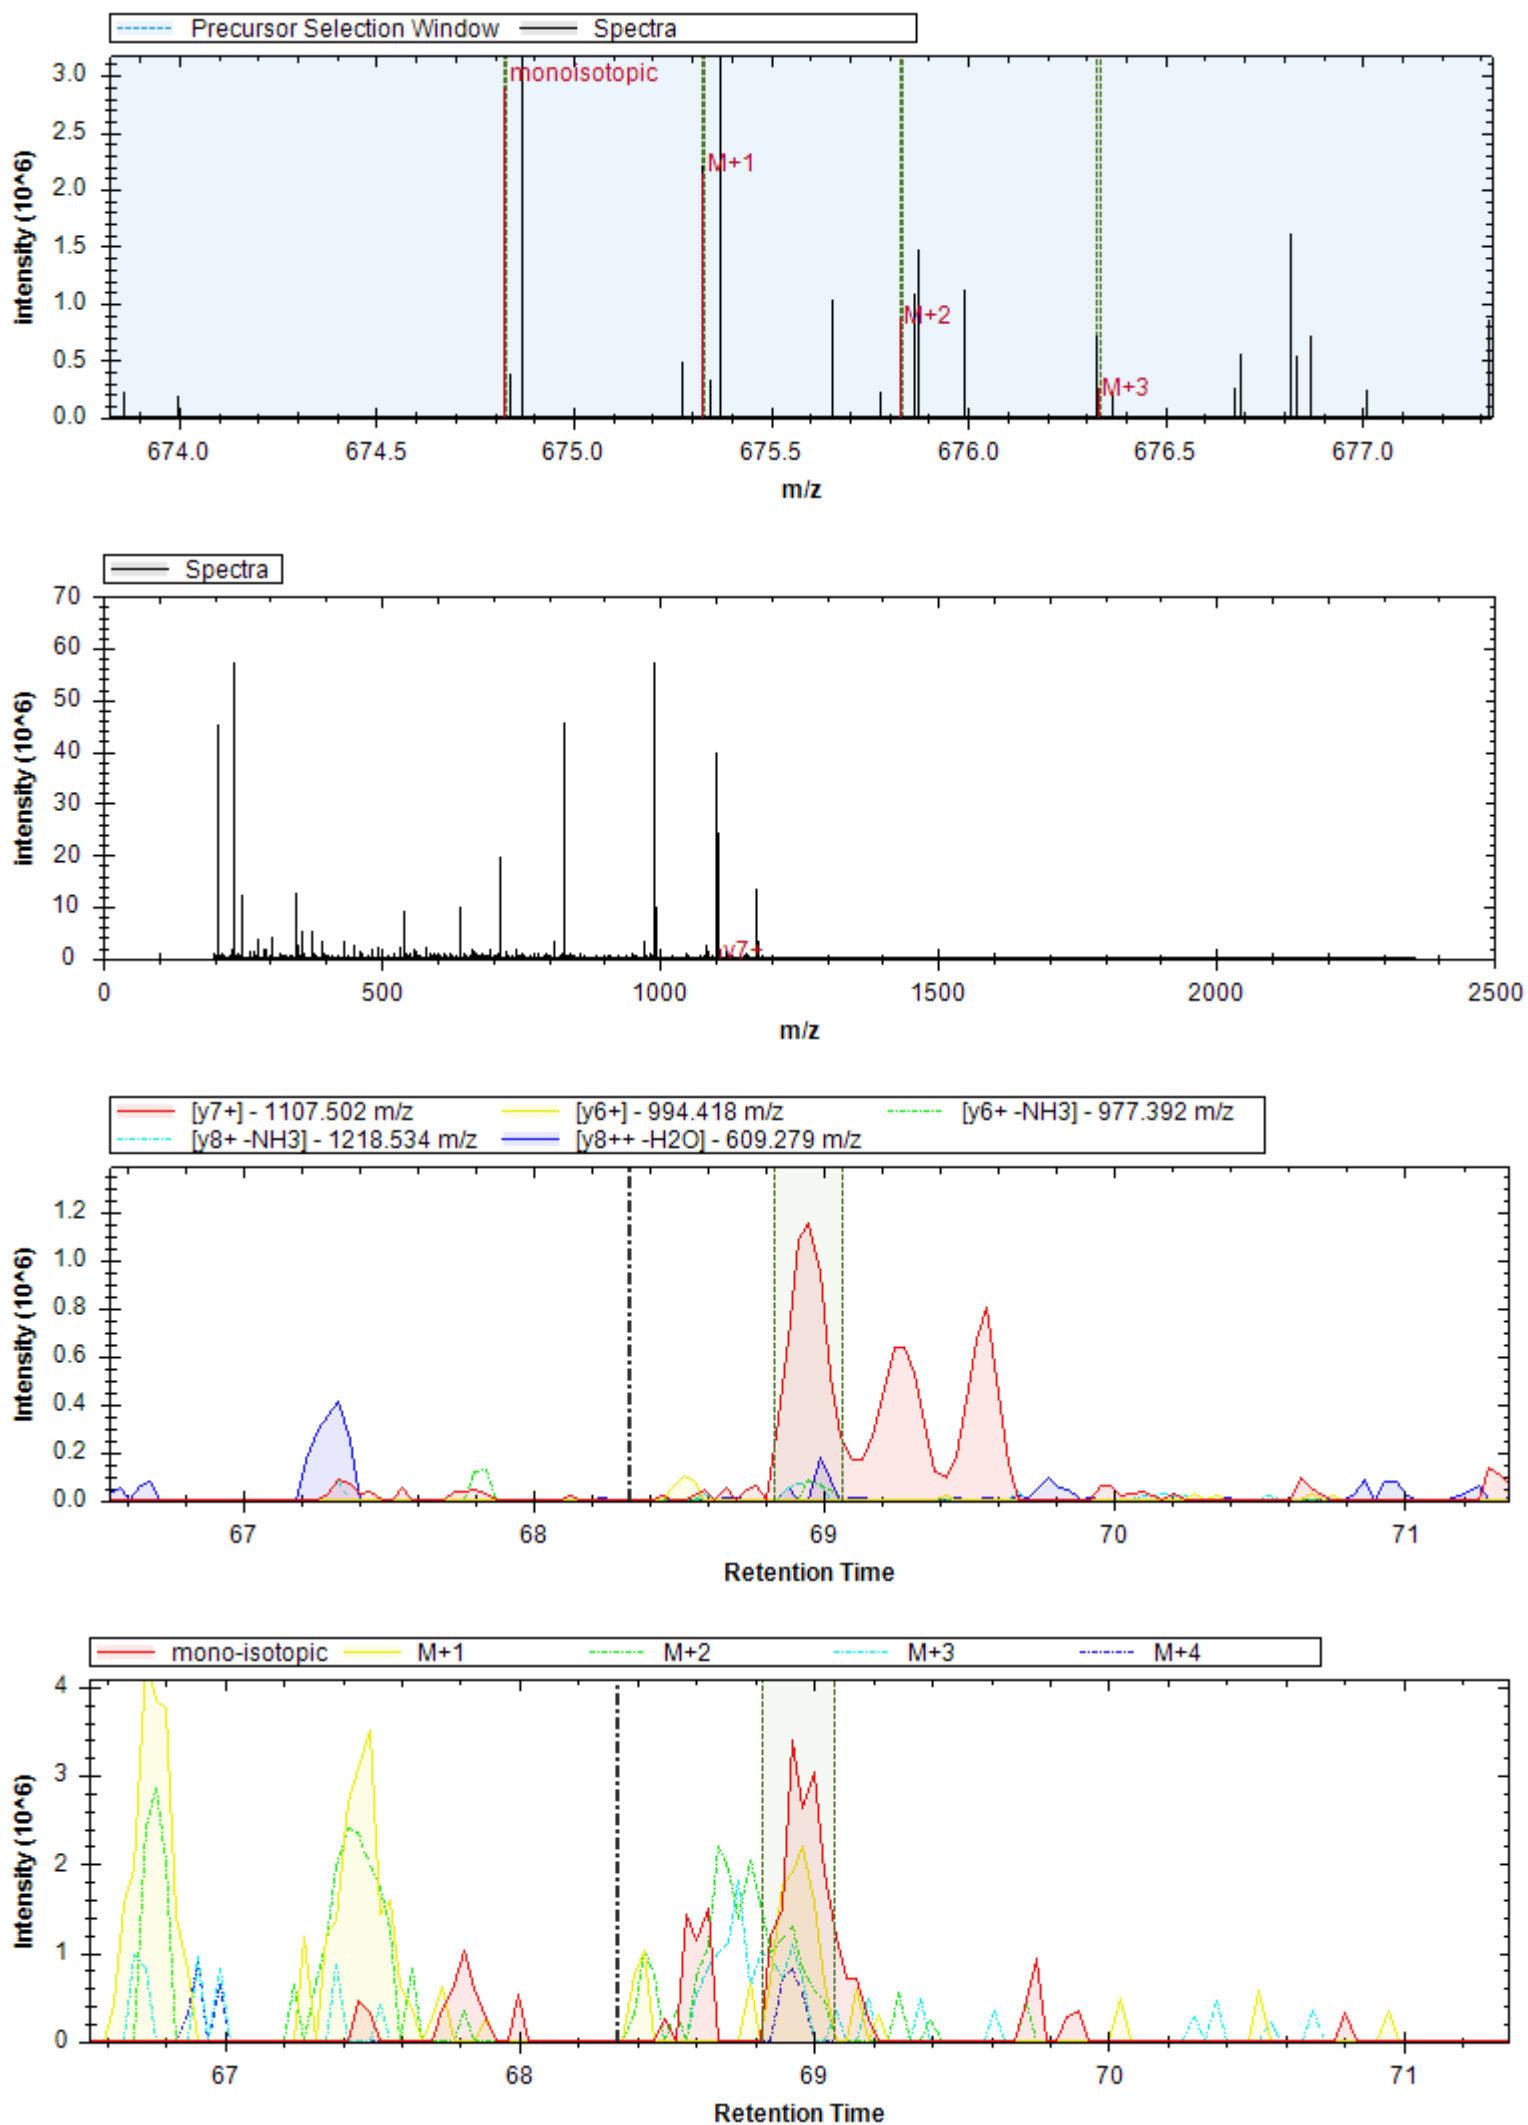 Precursor Selection Window Spectra
3.0
2.5
2.0
1.5
1.0
0.5
0.0
intensity (10^6)
monoisotopic
M+1
M+2
M+3
674.0 674.5 675.0 675.5 676.0 676.5 677.0
m/z
Spectra
70
60
50
40
30
20
10
0
intensity (10^6)
y7+
0 500 1000 1500 2000 2500
m/z
[y7+] - 1107.502 m/z [y6+] - 994.418 m/z [y6+ -NH3] - 977.392 m/z
[y8+ -NH3] - 1218.534 m/z [y8++ -H2O] - 609.279 m/z
1.2
1.0
0.8
0.6
0.4
0.2
0.0
Intensity (10^6)
67 68 69 70 71
Retention Time
mono-isotopic M+1 M+2 M+3 M+4
4
3
2
1
0
Intensity (10^6)
67 68 69 70 71
Retention Time